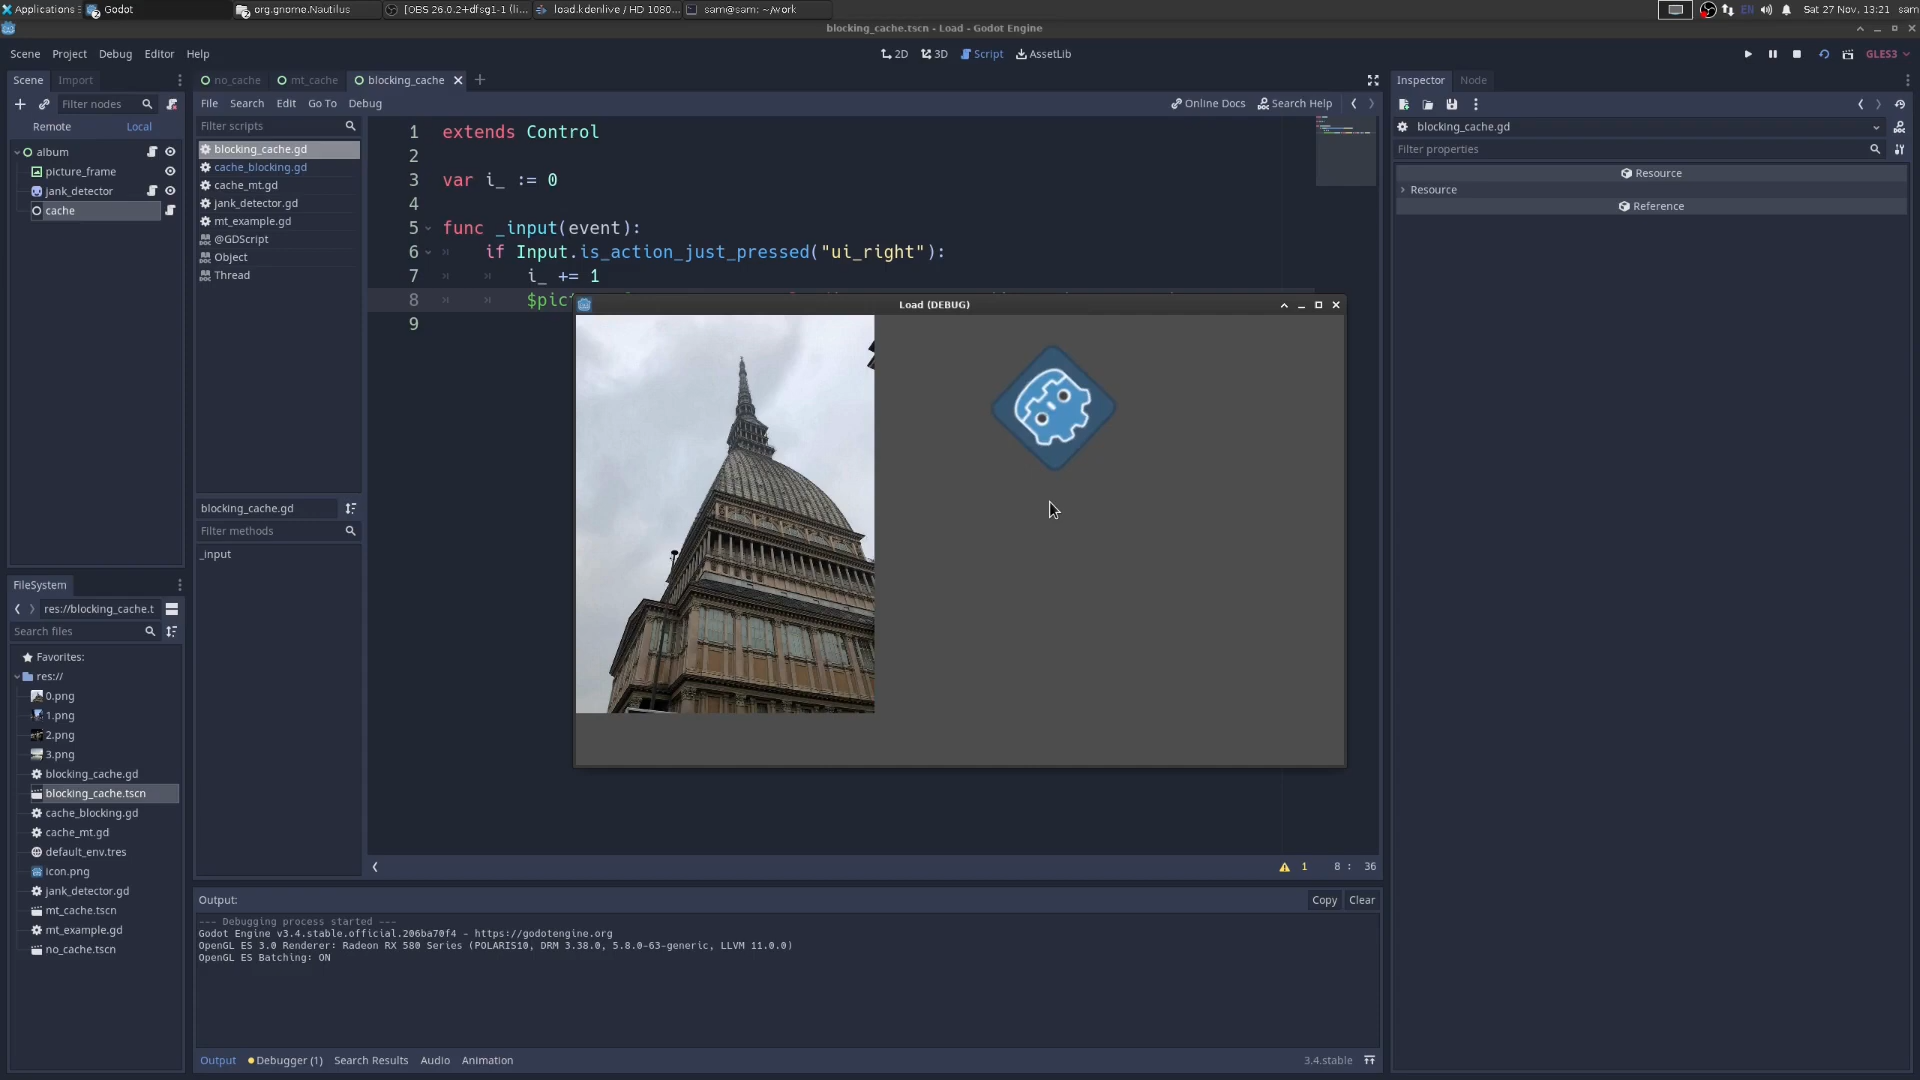 Applications
Godot
org.gnome.Nautilus
[OBS 26.0.2+dfsg1-1 (li...
load.kdenlive / HD 1080...
sam@sam: ~/work
EN
Sat 27 Nov, 13:21
sam
blocking_cache.tscn - Load - Godot Engine
Scene Project Debug Editor Help
2D 3D Script AssetLib
GLES3
Scene Import
no_cache
mt_cache
blocking_cache
Inspector Node
Filter nodes
File Search Edit Go To Debug
Online Docs
Search Help
Remote Local
Filter scripts
blocking_cache.gd
Filter properties
Resource
Resource
Reference
album
picture_frame
jank_detector
cache
blocking_cache.gd
cache_blocking.gd
cache_mt.gd
jank_detector.gd
mt_example.gd
@GDScript
Object
Thread
1 extends Control
2
3 var i_ := 0
4
5 func _input(event):
6 if Input.is_action_just_pressed("ui_right"):
7 i_ += 1
8 $pic
9
Load (DEBUG)
blocking_cache.gd
Filter methods
_input
FileSystem
res://blocking_cache.t
Search files
Favorites:
res://
0.png
1.png
2.png
3.png
blocking_cache.gd
blocking_cache.tscn
cache_blocking.gd
cache_mt.gd
default_env.tres
icon.png
jank_detector.gd
mt_cache.tscn
mt_example.gd
no_cache.tscn
1 8 : 36
Output:
Copy Clear
--- Debugging process started ---
Godot Engine v3.4.stable.official.206ba70f4 - https://godotengine.org
OpenGL ES 3.0 Renderer: Radeon RX 580 Series (POLARIS10, DRM 3.38.0, 5.8.0-63-generic, LLVM 11.0.0)
OpenGL ES Batching: ON
Output Debugger (1) Search Results Audio Animation
3.4.stable